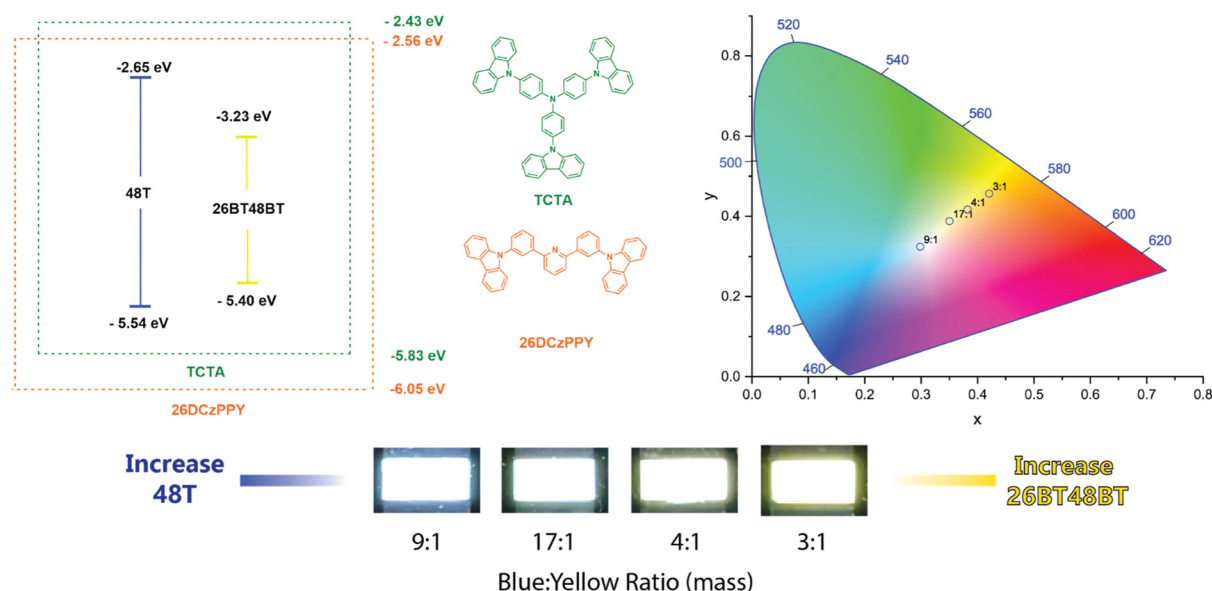 - 2.43 eV
- 2.56 eV
-2.65 eV
-3.23 eV
48T
26BT48BT
- 5.40 eV
- 5.54 eV
-5.83 eV
-6.05 eV
TCTA
26DCzPPY
N
N
N
N
TCTA
N
N
N
26DCzPPY
y
0.8
0.6
0.4
0.2
0.0
0.0
0.1
0.2
0.3
0.4
0.5
0.6
0.7
0.8
x
520
540
560
580
600
620
500
480
460
3:1
4:1
17:1
9:1
Increase
48T
9:1
17:1
4:1
3:1
Increase
26BT48BT
Blue:Yellow Ratio (mass)